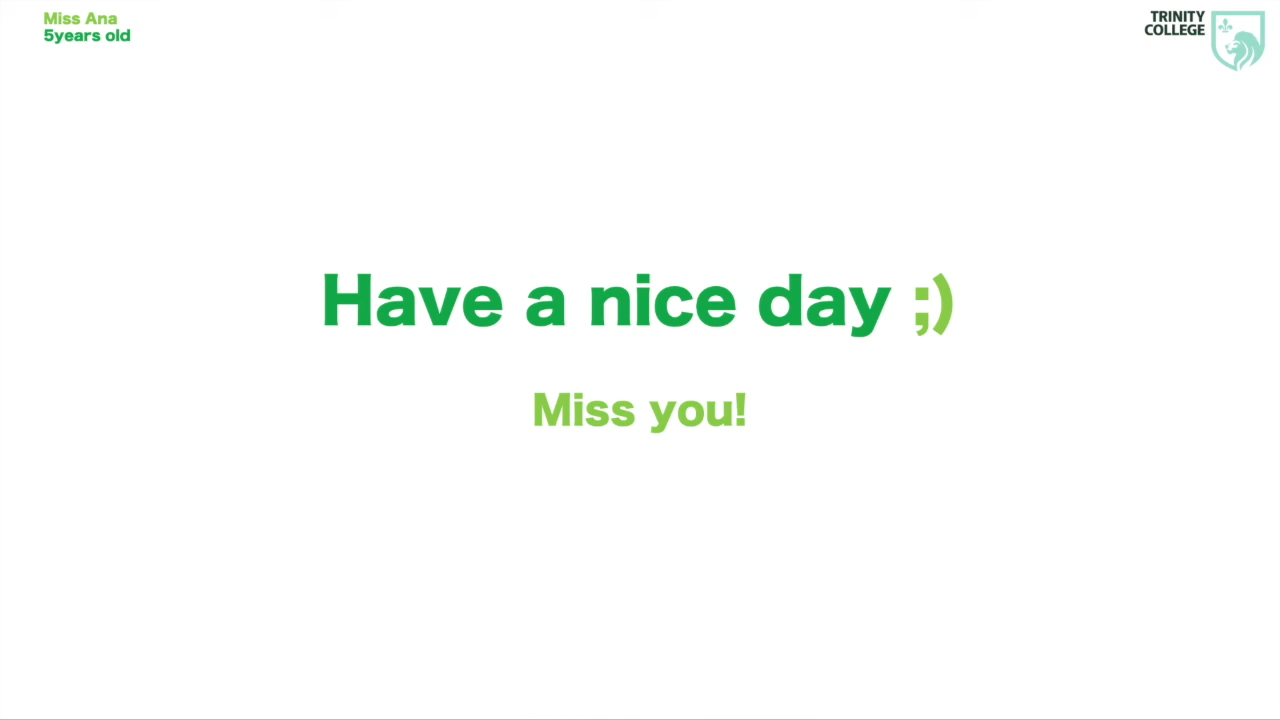 Miss Ana
5years old
TRINITY
COLLEGE
Have a nice day ;)
Miss you!